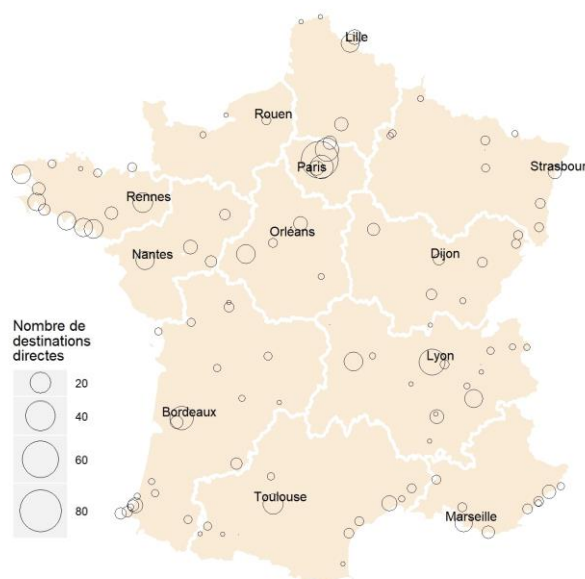 Lille
Rouen
Paris
Strasbour
Rennes
Orléans
Nantes
Dijon
Nombre de
destinations
directes
20
40
60
80
Lyon
Bordeaux
Toulouse
Marseille